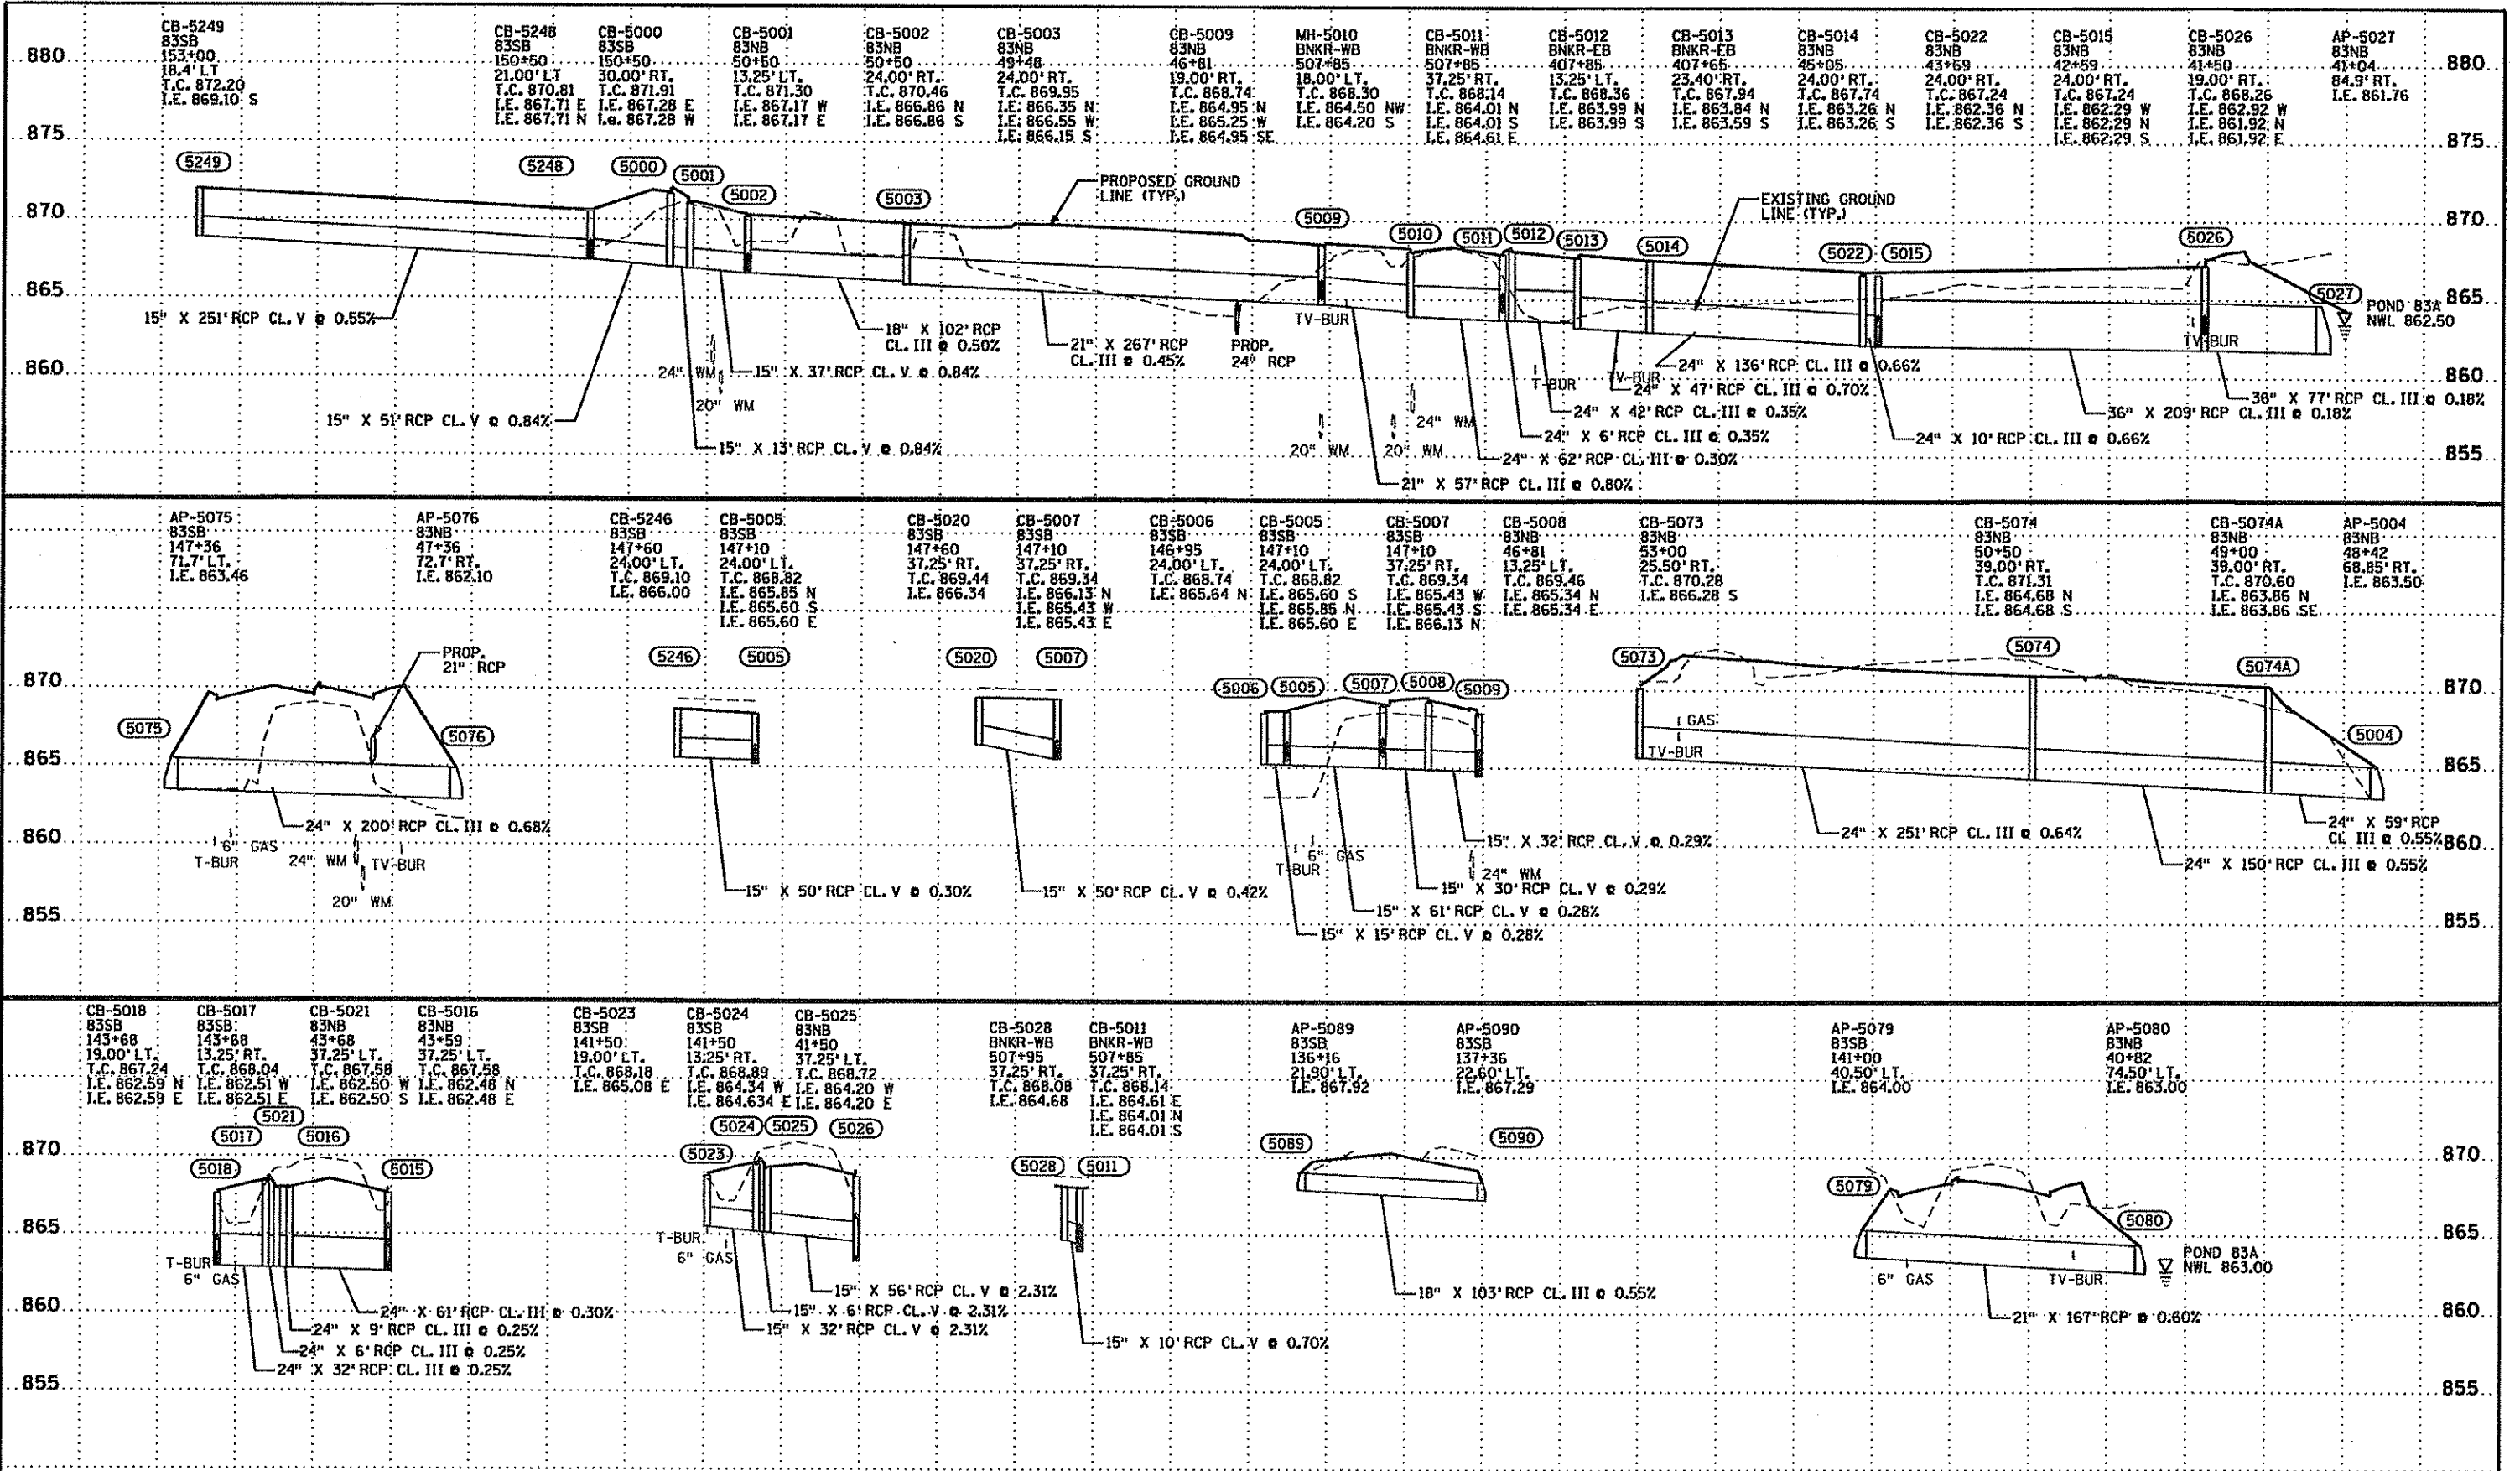 CB-5249
83SB
153+00
18.4' LT
T.C. 872.20
I.E. 869.10 S
CB-5248
83SB
150+50
21.00' LT
T.C. 870.81
I.E. 867.71 E
I.E. 867.71 N
CB-5000
83SB
150+50
30.00' RT.
T.C. 871.91
I.E. 867.28 E
I.e. 867.28 W
CB-5001
83NB
50+50
13.25' LT.
T.C. 871.30
I.E. 867.17 W
I.E. 867.17 E
CB-5002
83NB
50+50
24.00' RT.
T.C. 870.46
I.E. 866.86 N
I.E. 866.86 S
CB-5003
83NB
49+48
24.00' RT.
T.C. 869.95
I.E. 866.35 N
I.E. 866.55 W
I.E. 866.15 S
CB-5009
83NB
46+81
19.00' RT.
T.C. 868.74
I.E. 864.95 N
I.E. 865.25 W
I.E. 864.95 SE
MH-5010
BNKR-WB
507+85
18.00' LT.
T.C. 868.30
I.E. 864.50 NW
I.E. 864.20 S
CB-5011
BNKR-WB
507+85
37.25' RT.
T.C. 868.14
I.E. 864.01 N
I.E. 864.01 S
I.E. 864.61 E
CB-5012
BNKR-EB
407+85
13.25' LT.
T.C. 868.36
I.E. 863.99 N
I.E. 863.99 S
CB-5013
BNKR-EB
407+65
23.40' RT.
T.C. 867.94
I.E. 863.84 N
I.E. 863.59 S
CB-5014
83NB
45+05
24.00' RT.
T.C. 867.74
I.E. 863.26 N
I.E. 863.26 S
CB-5022
83NB
43+69
24.00' RT.
T.C. 867.24
I.E. 862.36 N
I.E. 862.36 S
CB-5015
83NB
42+59
24.00' RT.
T.C. 867.24
I.E. 862.29 W
I.E. 862.29 N
I.E. 862.29 S
CB-5026
83NB
41+50
19.00' RT.
T.C. 868.26
I.E. 862.92 W
I.E. 861.92 N
I.E. 861.92 E
AP-5027
83NB
41+04
84.9' RT.
I.E. 861.76
880 880
875 875
870 870
865 865
860 860
855 855
5249
5248
5000
5001
5002
5003
5009
5010
5011
5012
5013
5014
5022
5015
5026
5027
PROPOSED GROUND
LINE (TYP.)
EXISTING GROUND
LINE (TYP.)
POND 83A
NWL 862.50
15" X 251' RCP CL. V @ 0.55%
15" X 51' RCP CL. V @ 0.84%
24" WM
20" WM
15" X 37' RCP CL. V @ 0.84%
15" X 13' RCP CL. V @ 0.84%
18" X 102' RCP
CL. III @ 0.50%
21" X 267' RCP
CL. III @ 0.45%
PROP.
24" RCP
TV-BUR
20" WM
20" WM
24" WM
T-BUR
TV-BUR
24" X 136' RCP CL. III @ 0.66%
24" X 47' RCP CL. III @ 0.70%
24" X 42' RCP CL. III @ 0.35%
24" X 6' RCP CL. III @ 0.35%
24" X 62' RCP CL. III @ 0.30%
21" X 57' RCP CL. III @ 0.80%
24" X 10' RCP CL. III @ 0.66%
TV-BUR
36" X 77' RCP CL. III @ 0.18%
36" X 209' RCP CL. III @ 0.18%
AP-5075
83SB
147+36
71.7' LT.
I.E. 863.46
AP-5076
83NB
47+36
72.7' RT.
I.E. 862.10
CB-5246
83SB
147+60
24.00' LT.
T.C. 869.10
I.E. 866.00
CB-5005
83SB
147+10
24.00' LT.
T.C. 868.82
I.E. 865.85 N
I.E. 865.60 S
I.E. 865.60 E
CB-5020
83SB
147+60
37.25' RT.
T.C. 869.44
I.E. 866.34
CB-5007
83SB
147+10
37.25' RT.
T.C. 869.34
I.E. 866.13 N
I.E. 865.43 W
I.E. 865.43 E
CB-5006
83SB
146+95
24.00' LT.
T.C. 868.74
I.E. 865.64 N
CB-5005
83SB
147+10
24.00' LT.
T.C. 868.82
I.E. 865.60 S
I.E. 865.85 N
I.E. 865.60 E
CB-5007
83SB
147+10
37.25' RT.
T.C. 869.34
I.E. 865.43 W
I.E. 865.43 S
I.E. 866.13 N
CB-5008
83NB
46+81
13.25' LT.
T.C. 869.46
I.E. 865.34 N
I.E. 865.34 E
CB-5073
83NB
53+00
25.50' RT.
T.C. 870.28
I.E. 866.28 S
CB-5074
83NB
50+50
39.00' RT.
T.C. 871.31
I.E. 864.68 N
I.E. 864.68 S
CB-5074A
83NB
49+00
39.00' RT.
T.C. 870.60
I.E. 863.86 N
I.E. 863.86 SE
AP-5004
83NB
48+42
68.85' RT.
I.E. 863.50
870 870
865 865
860 860
855 855
5075
5076
PROP.
21" RCP
5246
5005
5020
5007
5006
5005
5007
5008
5009
5073
5074
5074A
5004
24" X 200' RCP CL. III @ 0.68%
6" GAS
T-BUR
24" WM
TV-BUR
20" WM
15" X 50' RCP CL. V @ 0.30%
15" X 50' RCP CL. V @ 0.42%
6" GAS
T-BUR
15" X 32' RCP CL. V @ 0.29%
24" WM
15" X 30' RCP CL. V @ 0.29%
15" X 61' RCP CL. V @ 0.28%
15" X 15' RCP CL. V @ 0.28%
GAS
TV-BUR
24" X 251' RCP CL. III @ 0.64%
24" X 150' RCP CL. III @ 0.55%
24" X 59' RCP
CL III @ 0.55%
CB-5018
83SB
143+68
19.00' LT.
T.C. 867.24
I.E. 862.59 N
I.E. 862.59 E
CB-5017
83SB
143+68
13.25' RT.
T.C. 868.04
I.E. 862.51 W
I.E. 862.51 E
CB-5021
83NB
43+68
37.25' LT.
T.C. 867.58
I.E. 862.50 W
I.E. 862.50 S
CB-5016
83NB
43+59
37.25' LT.
T.C. 867.58
I.E. 862.48 N
I.E. 862.48 E
CB-5023
83SB
141+50
19.00' LT.
T.C. 868.18
I.E. 865.08 E
CB-5024
83SB
141+50
13.25' RT.
T.C. 868.89
I.E. 864.34 W
I.E. 864.634 E
CB-5025
83NB
41+50
37.25' LT.
T.C. 868.72
I.E. 864.20 W
I.E. 864.20 E
CB-5028
BNKR-WB
507+95
37.25' RT.
T.C. 868.08
I.E. 864.68
CB-5011
BNKR-WB
507+85
37.25' RT.
T.C. 868.14
I.E. 864.61 E
I.E. 864.01 N
I.E. 864.01 S
AP-5089
83SB
136+16
21.90' LT.
I.E. 867.92
AP-5090
83SB
137+36
22.60' LT.
I.E. 867.29
AP-5079
83SB
141+00
40.50' LT.
I.E. 864.00
AP-5080
83NB
40+82
74.50' LT.
I.E. 863.00
870 870
865 865
860 860
855 855
5018
5017
5021
5016
5015
5023
5024
5025
5026
5028
5011
5089
5090
5079
5080
T-BUR
6" GAS
24" X 61' RCP CL. III @ 0.30%
24" X 9' RCP CL. III @ 0.25%
24" X 6' RCP CL. III @ 0.25%
24" X 32' RCP CL. III @ 0.25%
T-BUR
6" GAS
15" X 56' RCP CL. V @ 2.31%
15" X 6' RCP CL. V @ 2.31%
15" X 32' RCP CL. V @ 2.31%
15" X 10' RCP CL. V @ 0.70%
18" X 103' RCP CL. III @ 0.55%
6" GAS
TV-BUR
21" X 167' RCP @ 0.60%
POND 83A
NWL 863.00